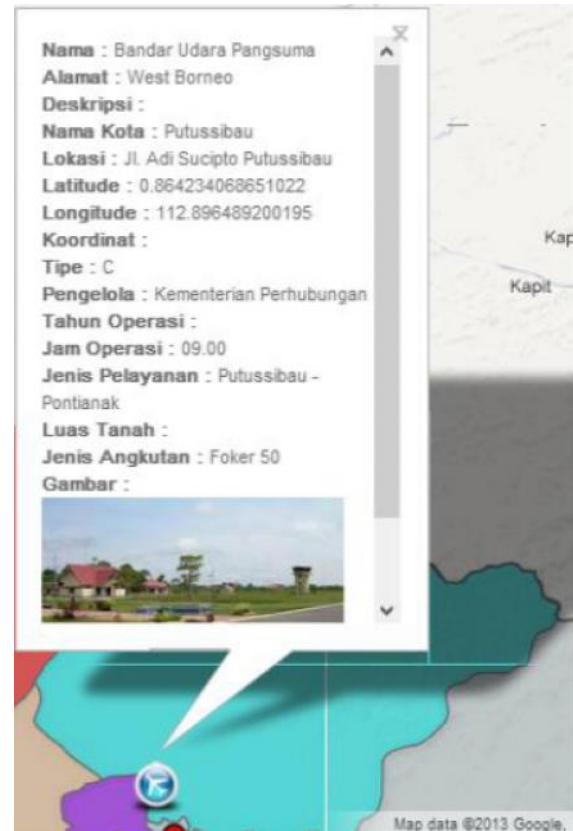 Nama : Bandar Udara Pangsuma
Alamat : West Borneo
Deskripsi :
Nama Kota : Putussibau
Lokasi : Jl. Adi Sucipto Putussibau
Latitude : 0.864234068651022
Longitude : 112.896489200195
Koordinat :
Tipe : C
Pengelola : Kementerian Perhubungan
Tahun Operasi :
Jam Operasi : 09.00
Jenis Pelayanan : Putussibau -
Pontianak
Luas Tanah :
Jenis Angkutan : Foker 50
Gambar :
Kap
Kapit
Map data ©2013 Google,